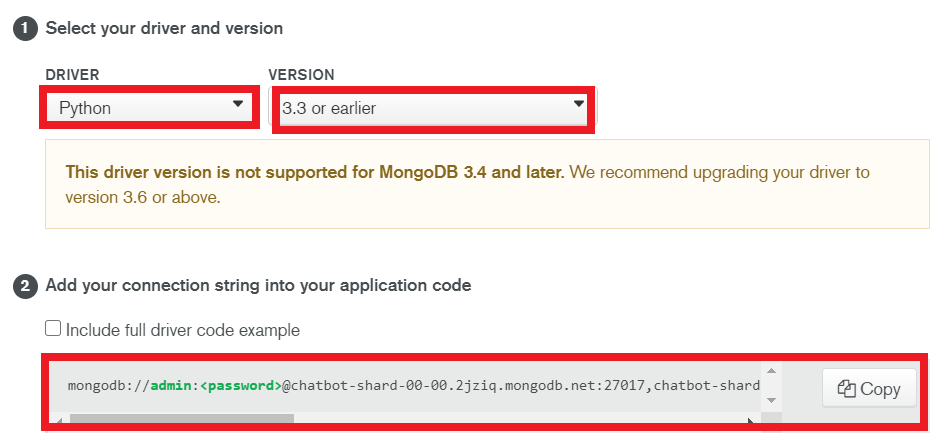 1 Select your driver and version
DRIVER VERSION
Python 3.3 or earlier
This driver version is not supported for MongoDB 3.4 and later. We recommend upgrading your driver to
version 3.6 or above.
2 Add your connection string into your application code
Include full driver code example
mongodb://admin:<password>@chatbot-shard-00-00.2jziq.mongodb.net:27017,chatbot-shard
Copy